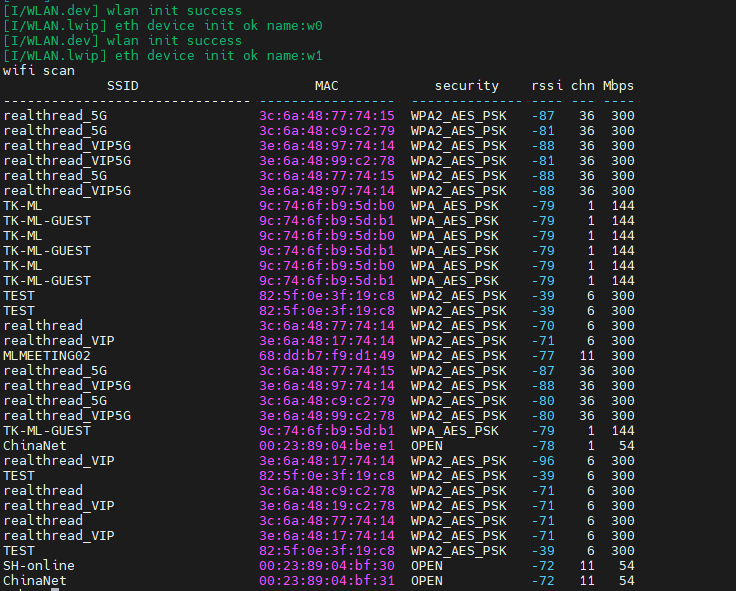 [I/WLAN.dev] wlan init success
[I/WLAN.lwip] eth device init ok name:w0
[I/WLAN.dev] wlan init success
[I/WLAN.lwip] eth device init ok name:w1
wifi scan
             SSID                      MAC            security    rssi chn Mbps
------------------------------- -----------------  -------------- ---- --- ----
realthread_5G                   3c:6a:48:77:74:15  WPA2_AES_PSK   -87   36  300
realthread_5G                   3c:6a:48:c9:c2:79  WPA2_AES_PSK   -81   36  300
realthread_VIP5G                3e:6a:48:97:74:14  WPA2_AES_PSK   -88   36  300
realthread_VIP5G                3e:6a:48:99:c2:78  WPA2_AES_PSK   -81   36  300
realthread_5G                   3c:6a:48:77:74:15  WPA2_AES_PSK   -88   36  300
realthread_VIP5G                3e:6a:48:97:74:14  WPA2_AES_PSK   -88   36  300
TK-ML                           9c:74:6f:b9:5d:b0  WPA_AES_PSK    -79    1  144
TK-ML-GUEST                     9c:74:6f:b9:5d:b1  WPA_AES_PSK    -79    1  144
TK-ML                           9c:74:6f:b9:5d:b0  WPA_AES_PSK    -79    1  144
TK-ML-GUEST                     9c:74:6f:b9:5d:b1  WPA_AES_PSK    -79    1  144
TK-ML                           9c:74:6f:b9:5d:b0  WPA_AES_PSK    -79    1  144
TK-ML-GUEST                     9c:74:6f:b9:5d:b1  WPA_AES_PSK    -79    1  144
TEST                            82:5f:0e:3f:19:c8  WPA2_AES_PSK   -39    6  300
TEST                            82:5f:0e:3f:19:c8  WPA2_AES_PSK   -39    6  300
realthread                      3c:6a:48:77:74:14  WPA2_AES_PSK   -70    6  300
realthread_VIP                  3e:6a:48:17:74:14  WPA2_AES_PSK   -71    6  300
MLMEETING02                     68:dd:b7:f9:d1:49  WPA2_AES_PSK   -77   11  300
realthread_5G                   3c:6a:48:77:74:15  WPA2_AES_PSK   -87   36  300
realthread_VIP5G                3e:6a:48:97:74:14  WPA2_AES_PSK   -88   36  300
realthread_5G                   3c:6a:48:c9:c2:79  WPA2_AES_PSK   -80   36  300
realthread_VIP5G                3e:6a:48:99:c2:78  WPA2_AES_PSK   -80   36  300
TK-ML-GUEST                     9c:74:6f:b9:5d:b1  WPA_AES_PSK    -79    1  144
ChinaNet                        00:23:89:04:be:e1  OPEN           -78    1   54
realthread_VIP                  3e:6a:48:17:74:14  WPA2_AES_PSK   -96    6  300
TEST                            82:5f:0e:3f:19:c8  WPA2_AES_PSK   -39    6  300
realthread                      3c:6a:48:c9:c2:78  WPA2_AES_PSK   -71    6  300
realthread_VIP                  3e:6a:48:19:c2:78  WPA2_AES_PSK   -71    6  300
realthread                      3c:6a:48:77:74:14  WPA2_AES_PSK   -71    6  300
realthread_VIP                  3e:6a:48:17:74:14  WPA2_AES_PSK   -71    6  300
TEST                            82:5f:0e:3f:19:c8  WPA2_AES_PSK   -39    6  300
SH-online                       00:23:89:04:bf:30  OPEN           -72   11   54
ChinaNet                        00:23:89:04:bf:31  OPEN           -72   11   54